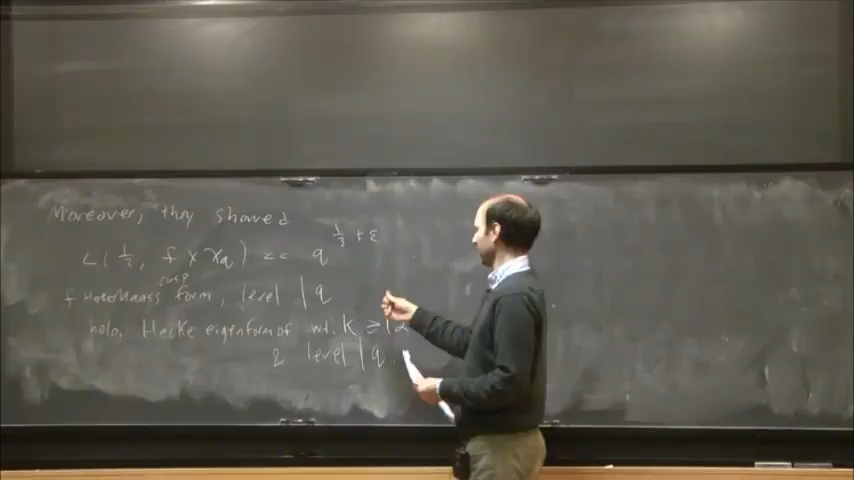 Moreover, they showed
L(1/2, f × χ_q) << q^{1/3 + ε}
cusp
f Hecke Maass form, level | q
holo. Hecke eigenform of wt. k ≥ 12
& level | q.